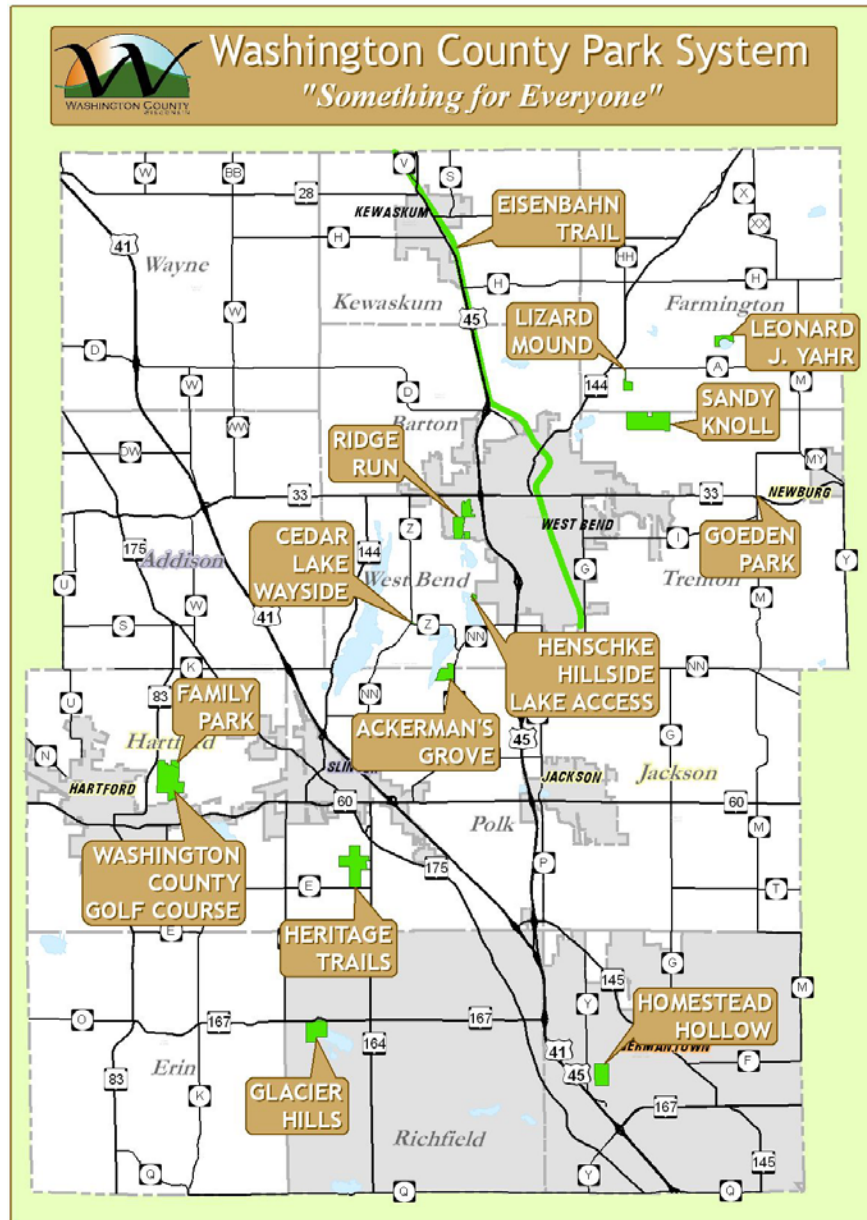 Washington County Park System
"Something for Everyone"
WASHINGTON COUNTY
WISCONSIN
W
BB
V
S
28
X
KEWASKUM
EISENBAHN
TRAIL
XX
41
H
HH
Wayne
H
H
Kewaskum
Farmington
W
45
LIZARD
MOUND
LEONARD
J. YAHR
D
A
W
D
144
M
SANDY
KNOLL
Barton
WW
RIDGE
RUN
DW
MY
33
33
NEWBURG
175
Z
WEST BEND
I
GOEDEN
PARK
CEDAR
LAKE
WAYSIDE
144
Addison
West Bend
G
Trenton
Y
U
W
M
41
S
Z
NN
HENSCHKE
HILLSIDE
LAKE ACCESS
K
NN
NN
FAMILY
PARK
83
U
ACKERMAN'S
GROVE
45
G
N
Hartford
SLINGER
JACKSON
Jackson
HARTFORD
60
60
Polk
M
WASHINGTON
COUNTY
GOLF COURSE
175
P
E
T
HERITAGE
TRAILS
E
G
145
M
Y
HOMESTEAD
HOLLOW
O
167
167
164
41
GERMANTOWN
Erin
45
F
83
K
GLACIER
HILLS
167
Richfield
145
Q
Q
Y
Q